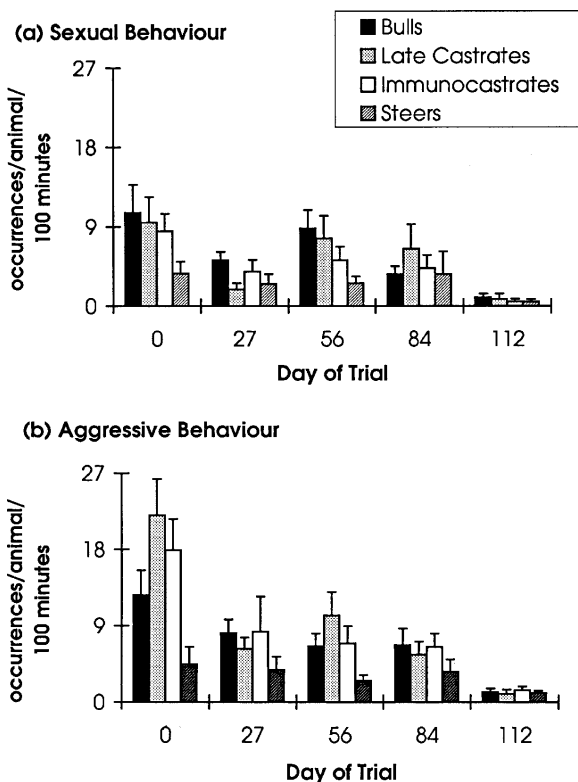 (a) Sexual Behaviour
Bulls
Late Castrates
Immunocastrates
Steers
occurrences/animal/
100 minutes
27
18
9
0
0 27 56 84 112
Day of Trial
(b) Aggressive Behaviour
occurrences/animal/
100 minutes
27
18
9
0
0 27 56 84 112
Day of Trial